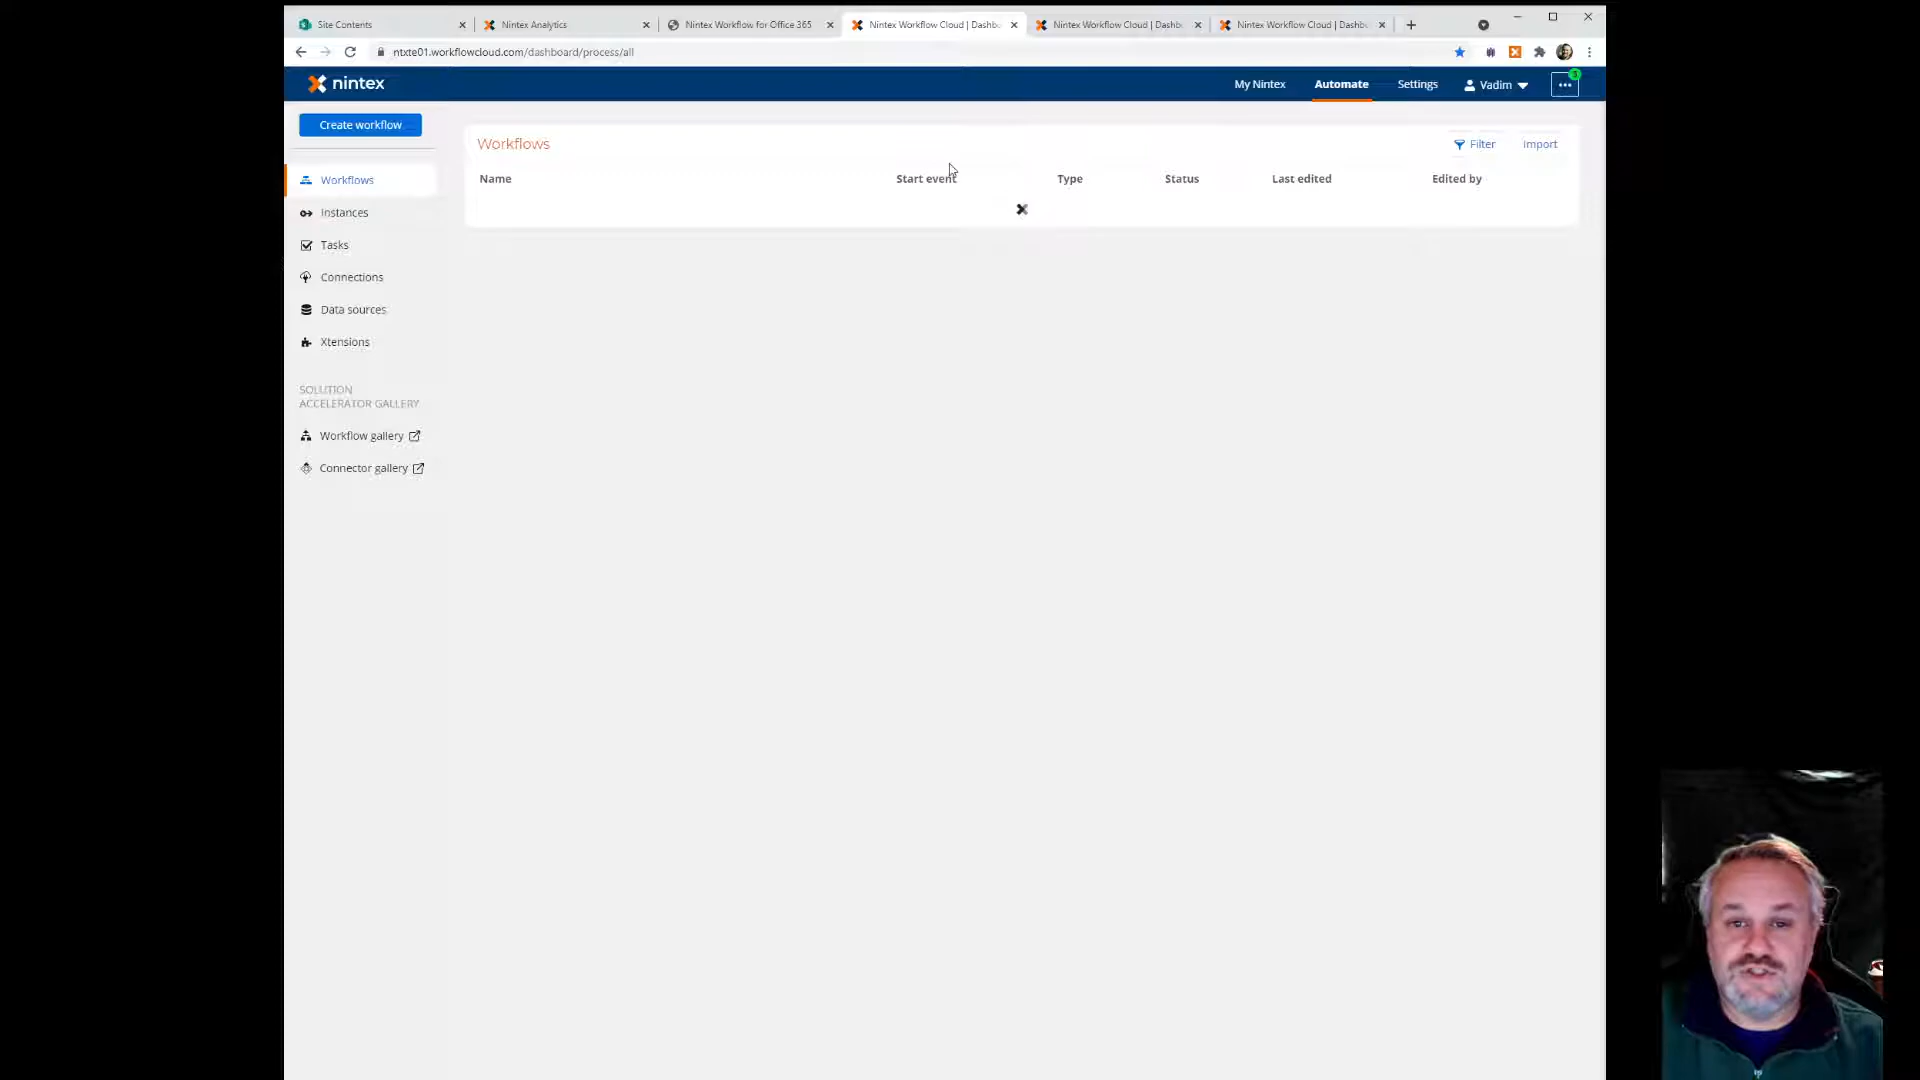 Site Contents
Nintex Analytics
Nintex Workflow for Office 365
Nintex Workflow Cloud | Dashb
Nintex Workflow Cloud | Dashb
Nintex Workflow Cloud | Dashb
ntxte01.workflowcloud.com/dashboard/process/all
nintex
My Nintex
Automate
Settings
Vadim
Create workflow
Workflows
Filter
Import
Name
Start event
Type
Status
Last edited
Edited by
Workflows
Instances
Tasks
Connections
Data sources
Xtensions
SOLUTION
ACCELERATOR GALLERY
Workflow gallery
Connector gallery